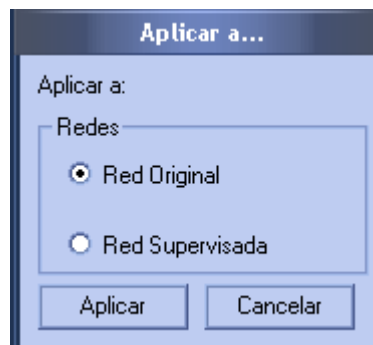 Aplicar a...
Aplicar a:
Redes
Red Original
Red Supervisada
Aplicar Cancelar